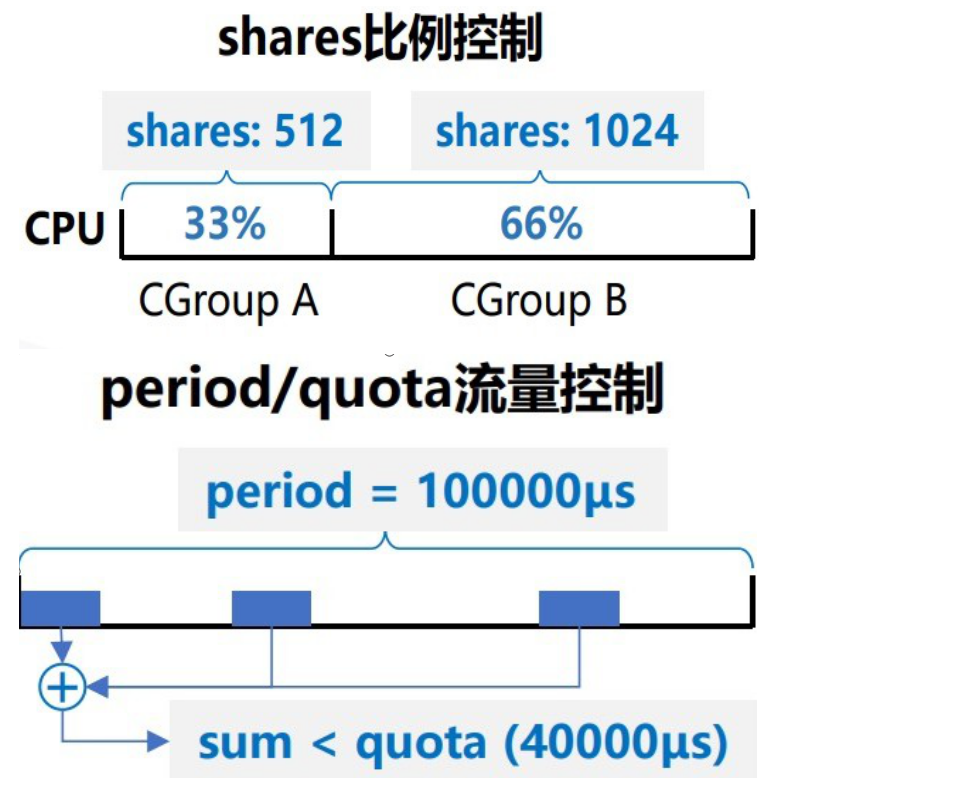 shares比例控制
shares: 512
shares: 1024
CPU
33%
66%
CGroup A
CGroup B
period/quota流量控制
period = 100000μs
sum < quota (40000μs)